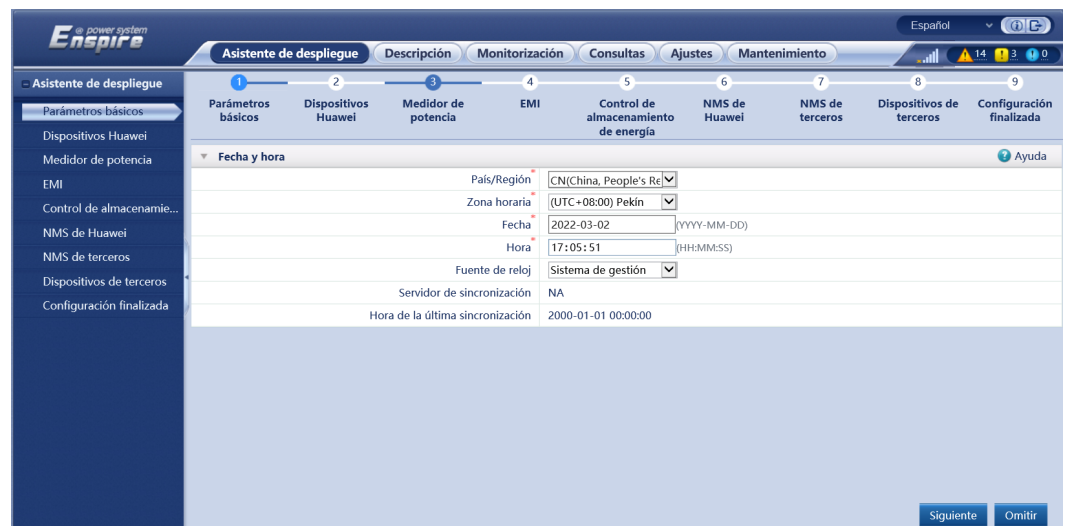 e power system
Enspire
Español
Asistente de despliegue
Descripción
Monitorización
Consultas
Ajustes
Mantenimiento
14
3
0
Asistente de despliegue
Parámetros básicos
Dispositivos Huawei
Medidor de potencia
EMI
Control de almacenamie...
NMS de Huawei
NMS de terceros
Dispositivos de terceros
Configuración finalizada
1
2
3
4
5
6
7
8
9
Parámetros
básicos
Dispositivos
Huawei
Medidor de
potencia
EMI
Control de
almacenamiento
de energía
NMS de
Huawei
NMS de
terceros
Dispositivos de
terceros
Configuración
finalizada
Fecha y hora
Ayuda
País/Región* CN(China, People's Re
Zona horaria* (UTC+08:00) Pekín
Fecha* 2022-03-02 (YYYY-MM-DD)
Hora* 17:05:51 (HH:MM:SS)
Fuente de reloj Sistema de gestión
Servidor de sincronización NA
Hora de la última sincronización 2000-01-01 00:00:00
Siguiente
Omitir